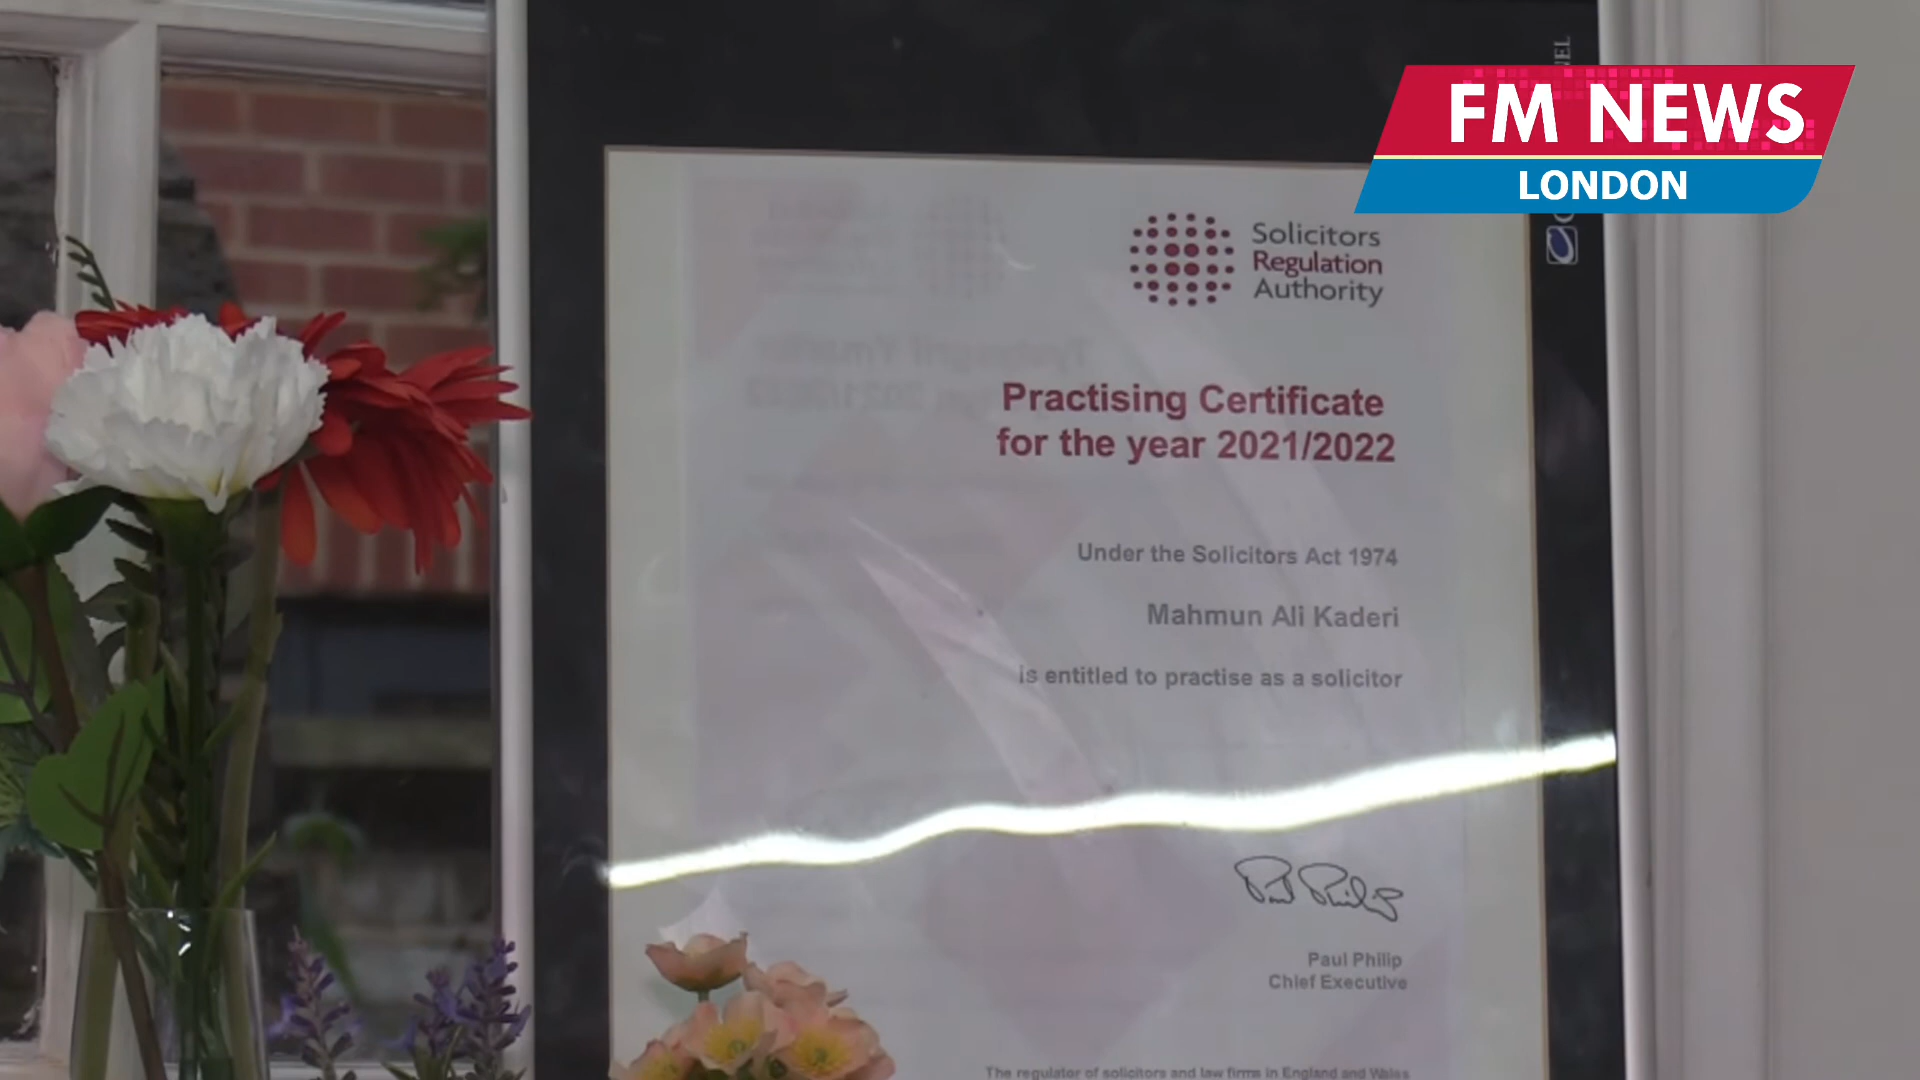 FM NEWS
LONDON
Solicitors
Regulation
Authority
Practising Certificate
for the year 2021/2022
Under the Solicitors Act 1974
Mahmun Ali Kaderi
is entitled to practise as a solicitor
Paul Philip
Chief Executive
The regulator of solicitors and law firms in England and Wales